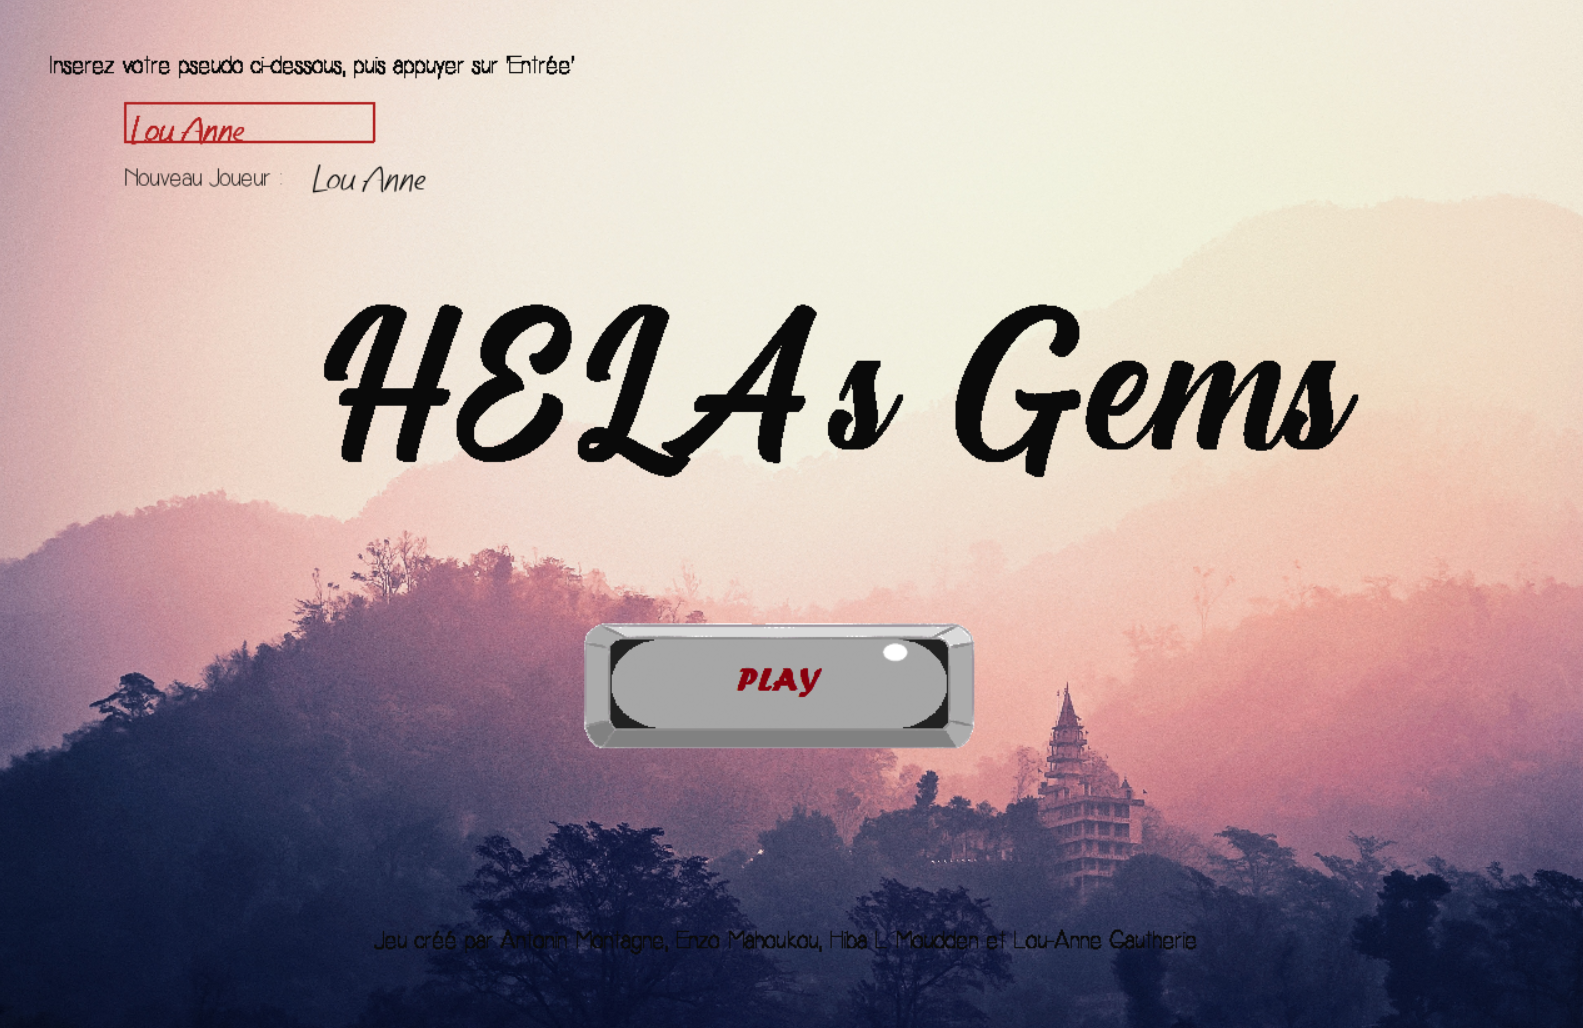 Inserez votre pseudo ci-dessous, puis appuyer sur 'Entrée'
Lou Anne
Nouveau Joueur : Lou Anne
HELAs Gems
PLAY
Jeu créé par Antonin Montagne, Enzo Mahoukou, Hiba L Moudden et Lou-Anne Gautherie